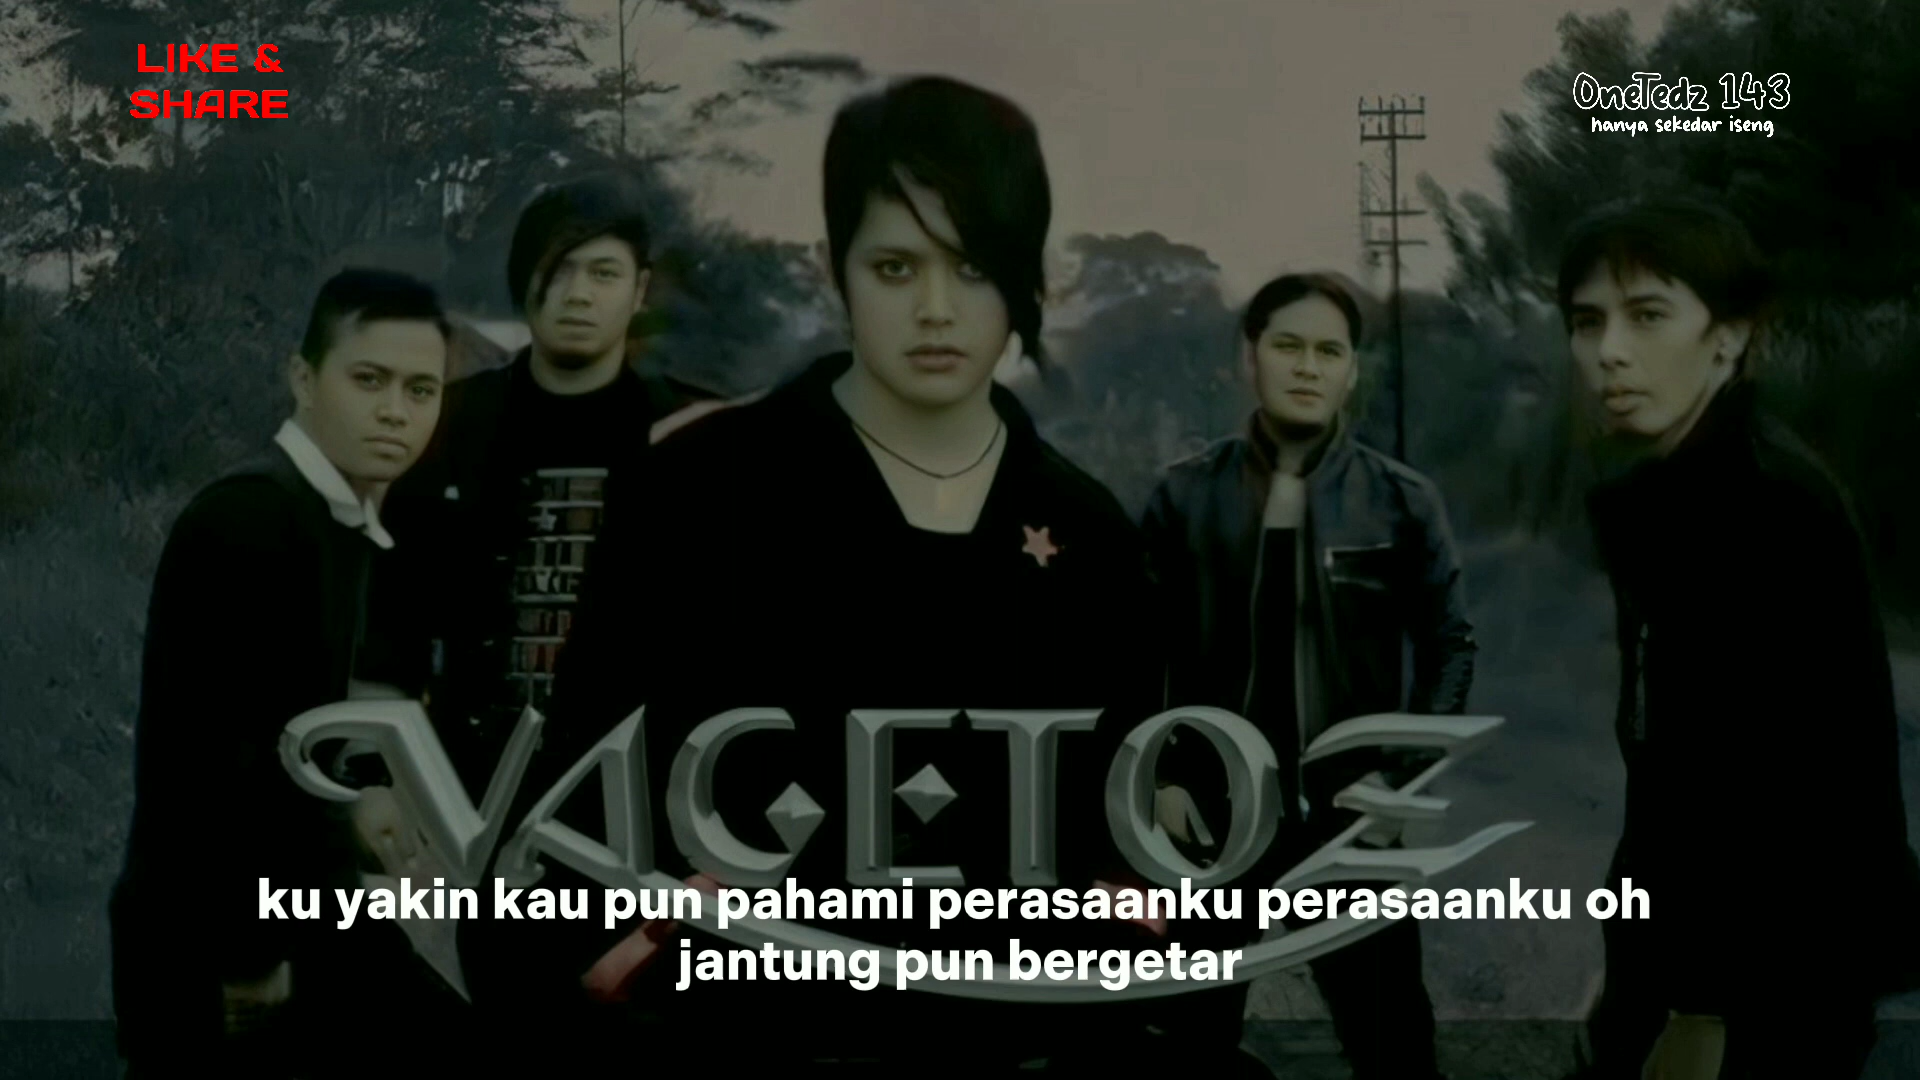 LIKE &
SHARE
OneTedz 143
hanya sekedar iseng
VAGETOZ
ku yakin kau pun pahami perasaanku perasaanku oh
jantung pun bergetar